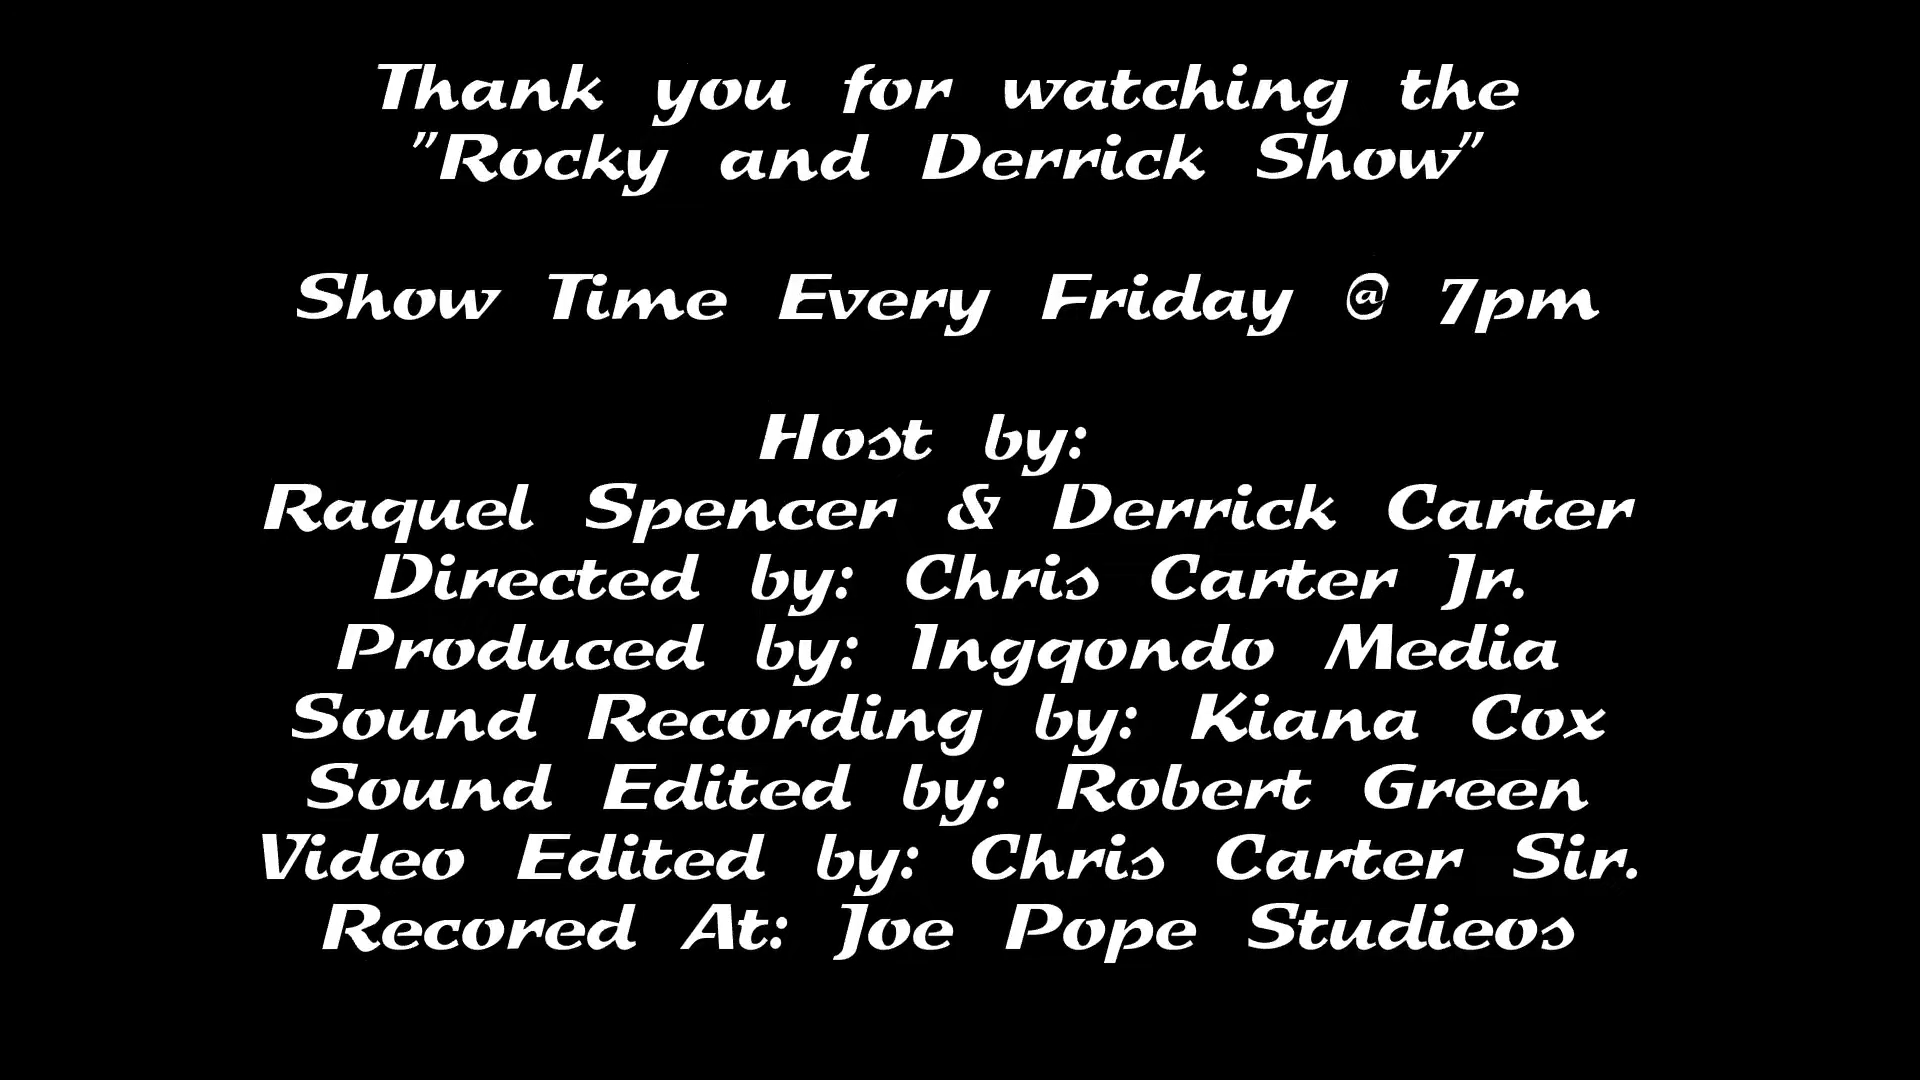 Thank you for watching the
"Rocky and Derrick Show"
Show Time Every Friday @ 7pm
Host by:
Raquel Spencer & Derrick Carter
Directed by: Chris Carter Jr.
Produced by: Ingqondo Media
Sound Recording by: Kiana Cox
Sound Edited by: Robert Green
Video Edited by: Chris Carter Sir.
Recored At: Joe Pope Studieos